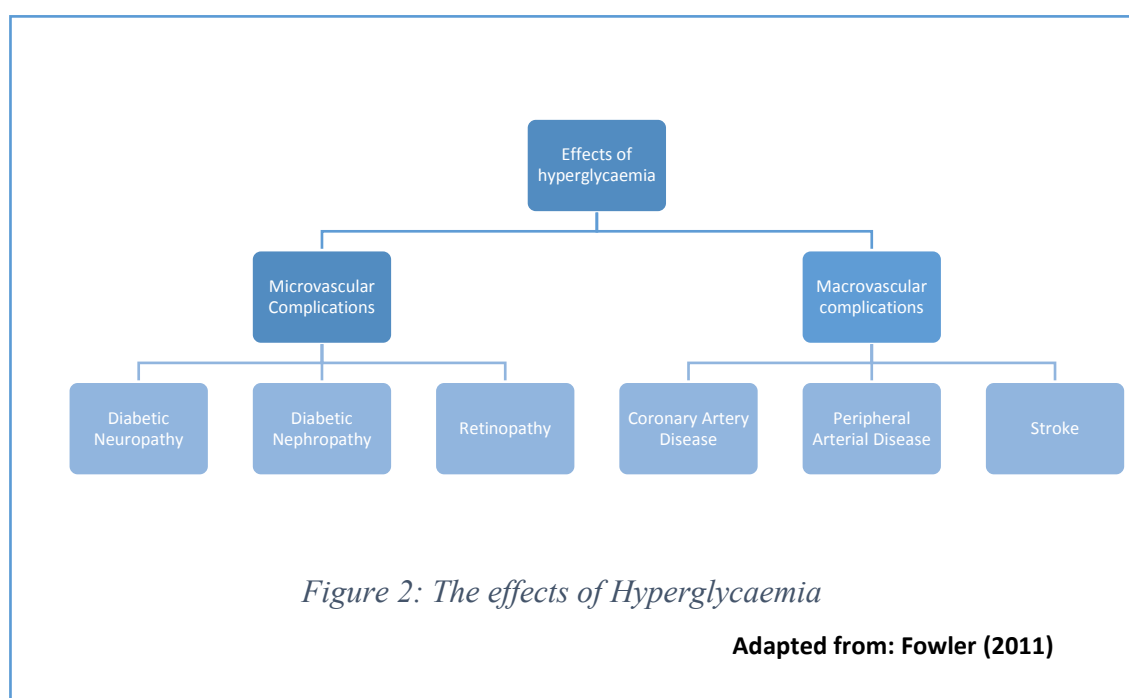 Effects of
hyperglycaemia
Microvascular
Complications
Macrovascular
complications
Diabetic
Neuropathy
Diabetic
Nephropathy
Retinopathy
Coronary Artery
Disease
Peripheral
Arterial Disease
Stroke
Figure 2: The effects of Hyperglycaemia
Adapted from: Fowler (2011)